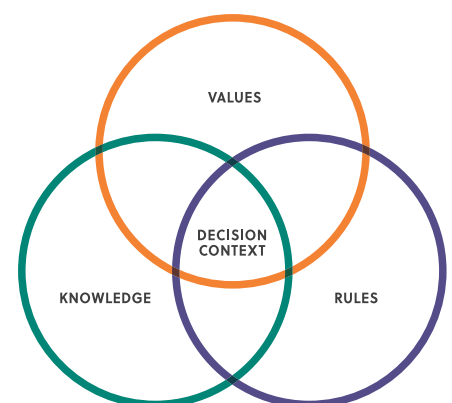 VALUES
DECISION
CONTEXT
KNOWLEDGE
RULES